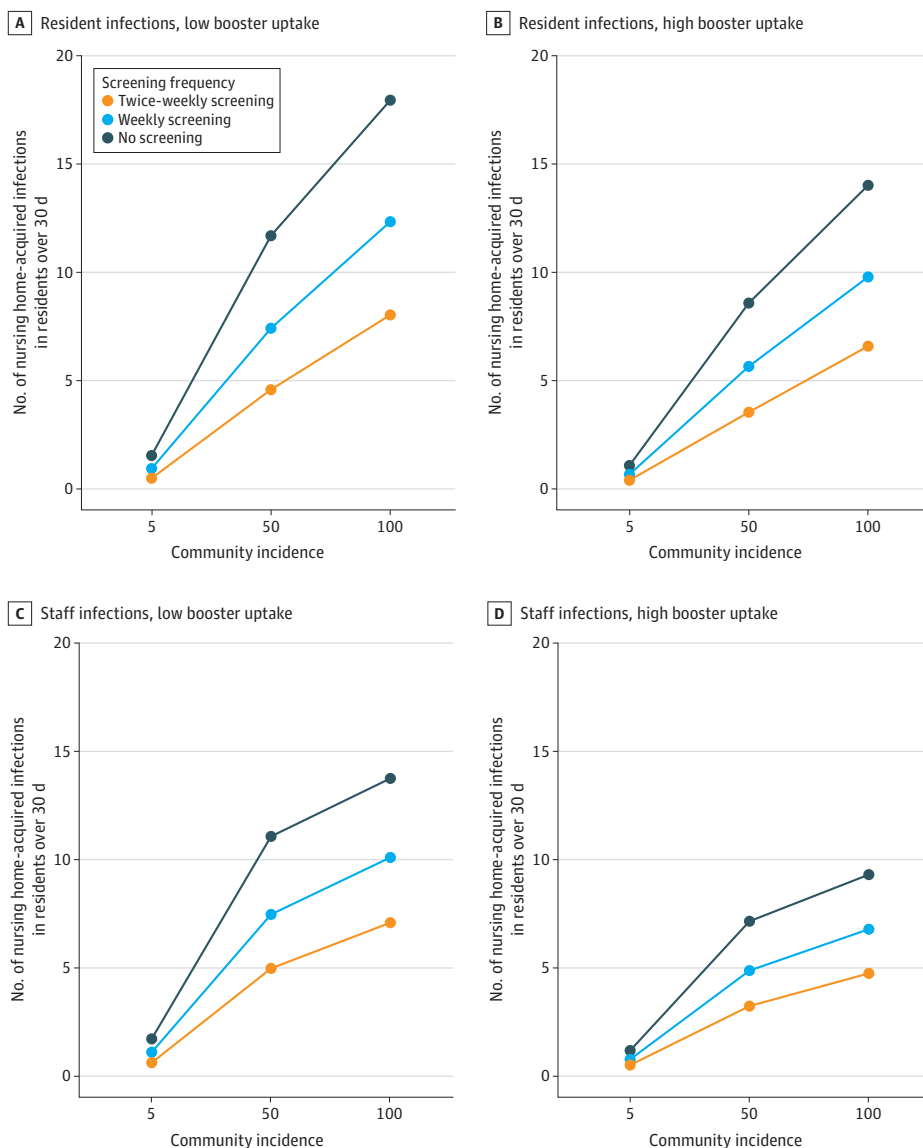 A Resident infections, low booster uptake
No. of nursing home-acquired infections
in residents over 30 d
20
15
10
5
0
Screening frequency
Twice-weekly screening
Weekly screening
No screening
5 50 100
Community incidence
B Resident infections, high booster uptake
No. of nursing home-acquired infections
in residents over 30 d
20
15
10
5
0
5 50 100
Community incidence
C Staff infections, low booster uptake
No. of nursing home-acquired infections
in residents over 30 d
20
15
10
5
0
5 50 100
Community incidence
D Staff infections, high booster uptake
No. of nursing home-acquired infections
in residents over 30 d
20
15
10
5
0
5 50 100
Community incidence